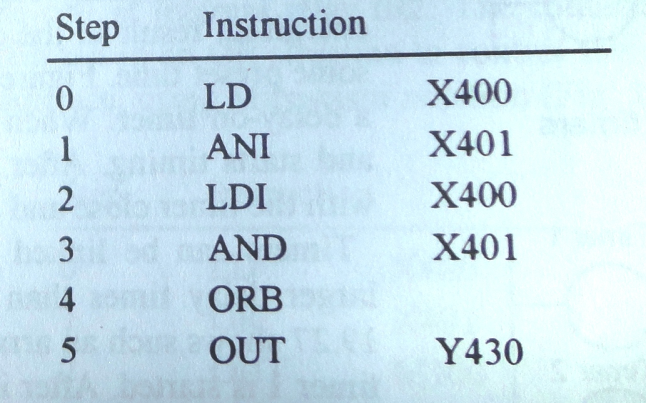 Step Instruction
0 LD X400
1 ANI X401
2 LDI X400
3 AND X401
4 ORB
5 OUT Y430